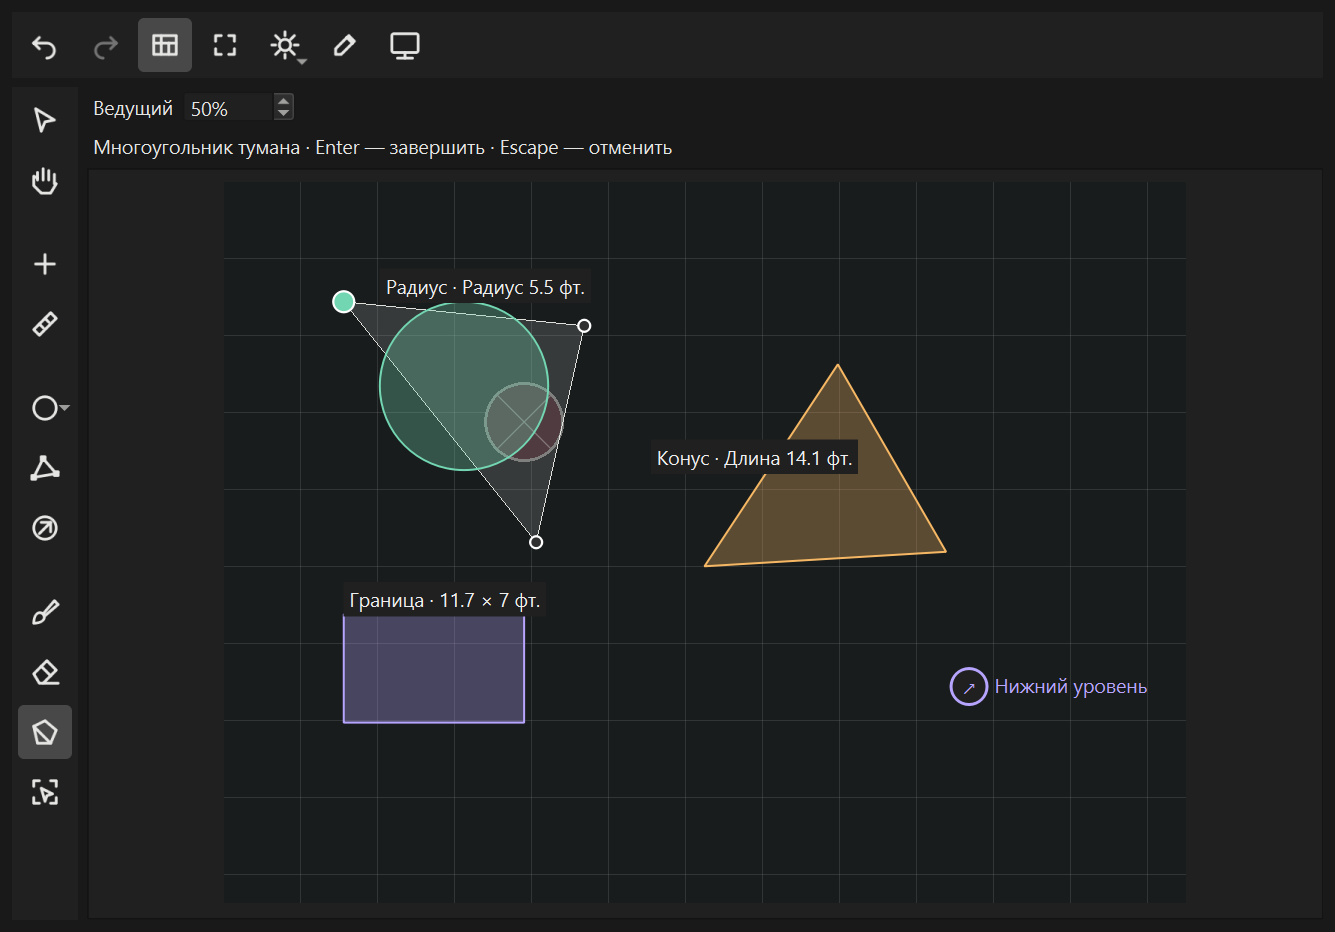 Ведущий 50%
Многоугольник тумана · Enter — завершить · Escape — отменить
Радиус · Радиус 5.5 фт.
Конус · Длина 14.1 фт.
Граница · 11.7 × 7 фт.
Нижний уровень